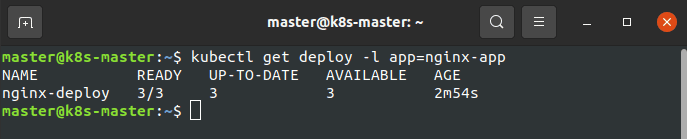 master@k8s-master: ~
master@k8s-master:~$ kubectl get deploy -l app=nginx-app
NAME           READY   UP-TO-DATE   AVAILABLE   AGE
nginx-deploy   3/3     3            3           2m54s
master@k8s-master:~$